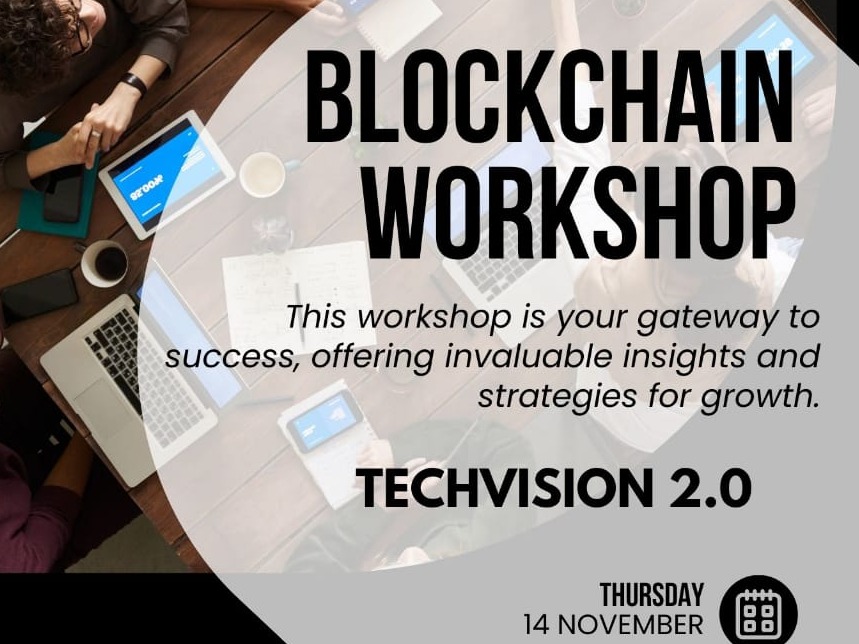 BLOCKCHAIN
WORKSHOP
This workshop is your gateway to
success, offering invaluable insights and
strategies for growth.
TECHVISION 2.0
THURSDAY
14 NOVEMBER